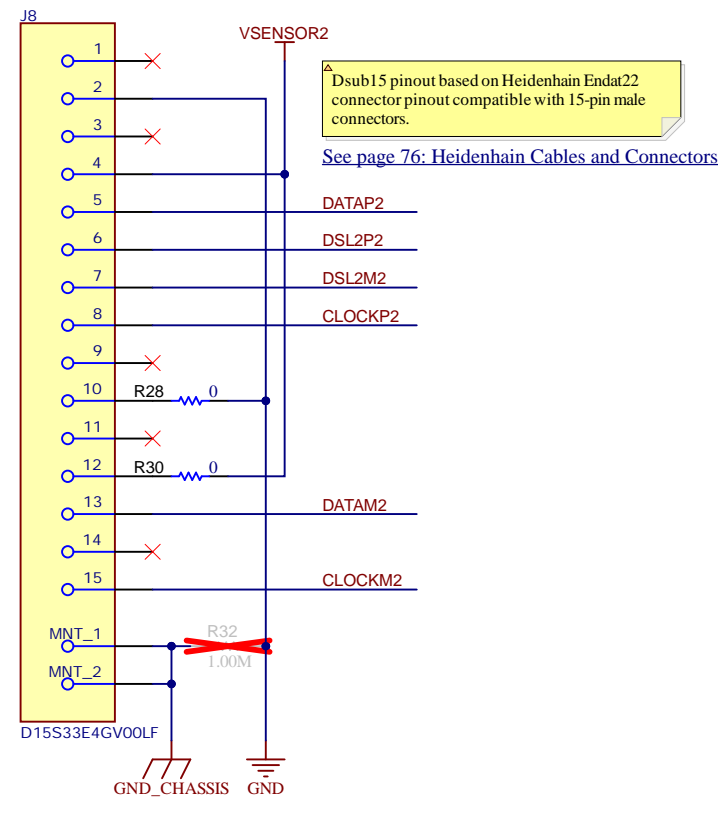 J8
VSENSOR2
1
2
3
4
5
6
7
8
9
10
11
12
13
14
15
MNT_1
MNT_2
Dsub15 pinout based on Heidenhain Endat22
connector pinout compatible with 15-pin male
connectors.
See page 76: Heidenhain Cables and Connectors
DATAP2
DSL2P2
DSL2M2
CLOCKP2
R28 0
R30 0
DATAM2
CLOCKM2
R32
1.00M
D15S33E4GV00LF
GND_CHASSIS
GND